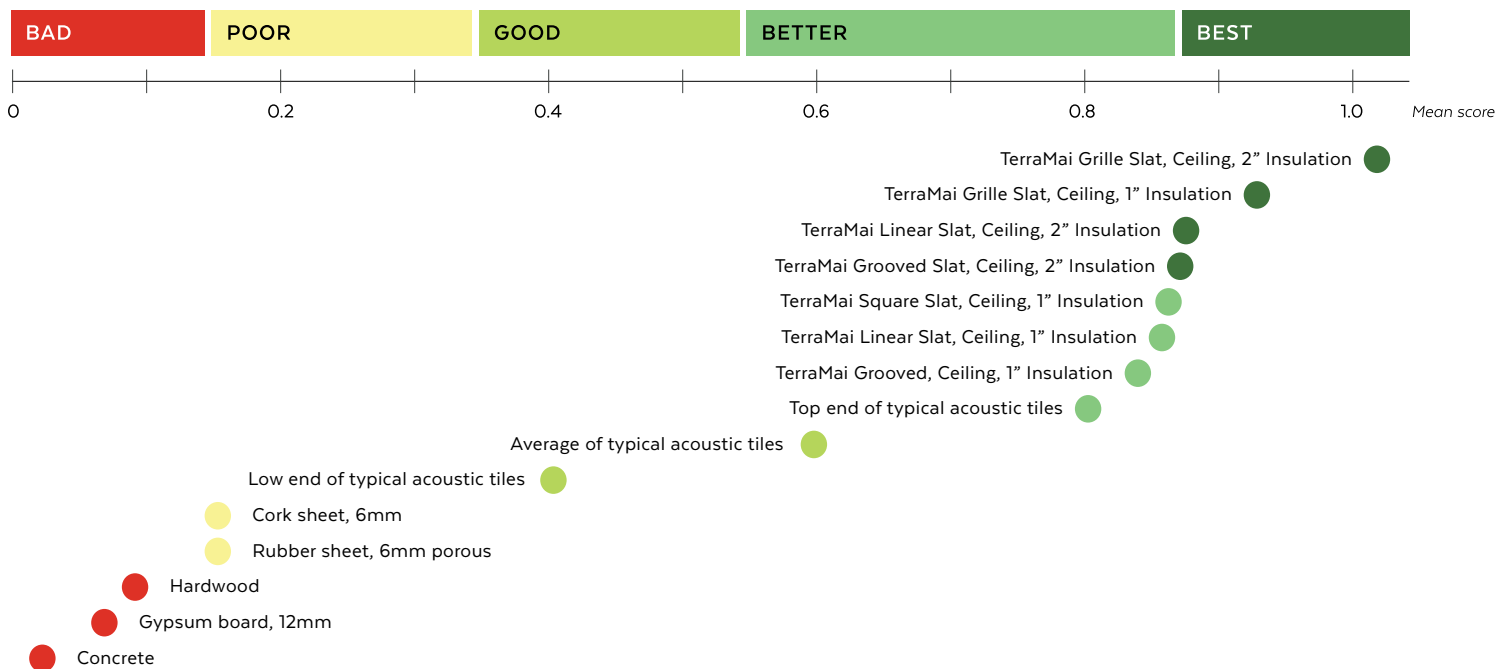 BAD POOR GOOD BETTER BEST
0 0.2 0.4 0.6 0.8 1.0 Mean score
TerraMai Grille Slat, Ceiling, 2” Insulation
TerraMai Grille Slat, Ceiling, 1” Insulation
TerraMai Linear Slat, Ceiling, 2” Insulation
TerraMai Grooved Slat, Ceiling, 2” Insulation
TerraMai Square Slat, Ceiling, 1” Insulation
TerraMai Linear Slat, Ceiling, 1” Insulation
TerraMai Grooved, Ceiling, 1” Insulation
Top end of typical acoustic tiles
Average of typical acoustic tiles
Low end of typical acoustic tiles
Cork sheet, 6mm
Rubber sheet, 6mm porous
Hardwood
Gypsum board, 12mm
Concrete